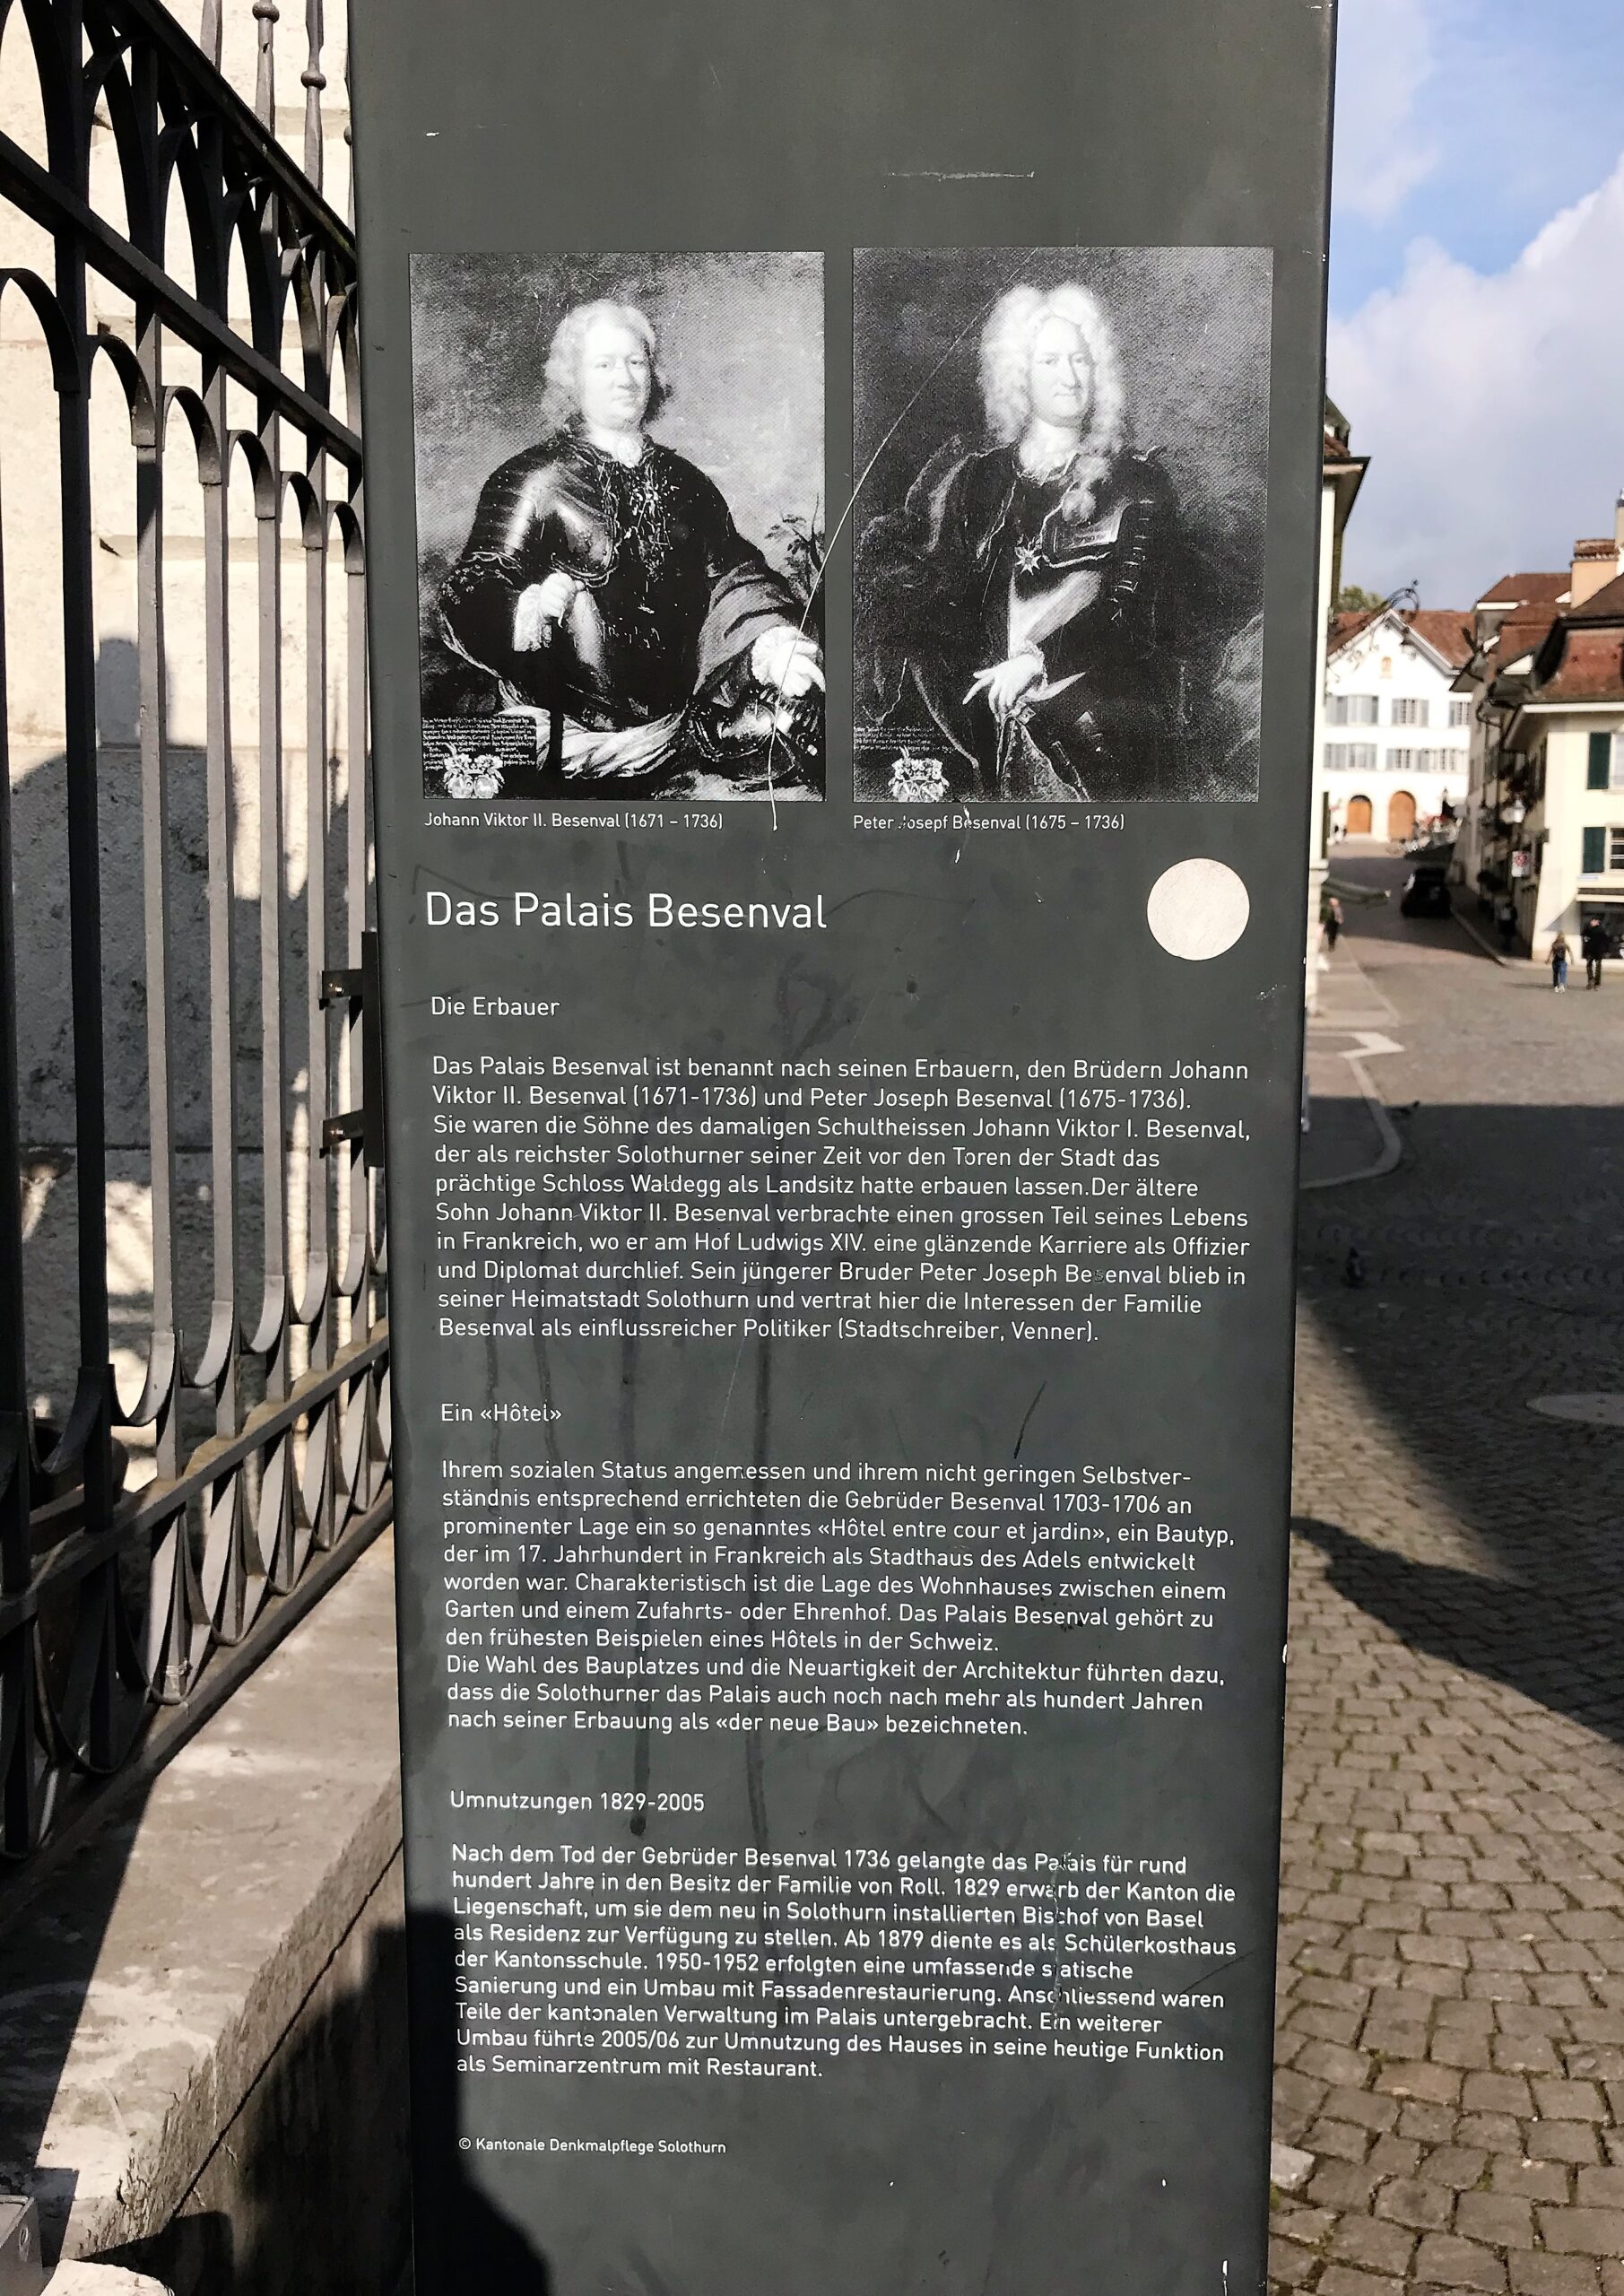 Johann Viktor II. Besenval (1671 – 1736)
Peter Josepf Besenval (1675 – 1736)
Das Palais Besenval
Die Erbauer
Das Palais Besenval ist benannt nach seinen Erbauern, den Brüdern Johann
Viktor II. Besenval (1671-1736) und Peter Joseph Besenval (1675-1736).
Sie waren die Söhne des damaligen Schultheissen Johann Viktor I. Besenval,
der als reichster Solothurner seiner Zeit vor den Toren der Stadt das
prächtige Schloss Waldegg als Landsitz hatte erbauen lassen.Der ältere
Sohn Johann Viktor II. Besenval verbrachte einen grossen Teil seines Lebens
in Frankreich, wo er am Hof Ludwigs XIV. eine glänzende Karriere als Offizier
und Diplomat durchlief. Sein jüngerer Bruder Peter Joseph Besenval blieb in
seiner Heimatstadt Solothurn und vertrat hier die Interessen der Familie
Besenval als einflussreicher Politiker (Stadtschreiber, Venner).
Ein «Hôtel»
Ihrem sozialen Status angemessen und ihrem nicht geringen Selbstver-
ständnis entsprechend errichteten die Gebrüder Besenval 1703-1706 an
prominenter Lage ein so genanntes «Hôtel entre cour et jardin», ein Bautyp,
der im 17. Jahrhundert in Frankreich als Stadthaus des Adels entwickelt
worden war. Charakteristisch ist die Lage des Wohnhauses zwischen einem
Garten und einem Zufahrts- oder Ehrenhof. Das Palais Besenval gehört zu
den frühesten Beispielen eines Hôtels in der Schweiz.
Die Wahl des Bauplatzes und die Neuartigkeit der Architektur führten dazu,
dass die Solothurner das Palais auch noch nach mehr als hundert Jahren
nach seiner Erbauung als «der neue Bau» bezeichneten.
Umnutzungen 1829-2005
Nach dem Tod der Gebrüder Besenval 1736 gelangte das Palais für rund
hundert Jahre in den Besitz der Familie von Roll. 1829 erwarb der Kanton die
Liegenschaft, um sie dem neu in Solothurn installierten Bischof von Basel
als Residenz zur Verfügung zu stellen. Ab 1879 diente es als Schülerkosthaus
der Kantonsschule. 1950-1952 erfolgten eine umfassende statische
Sanierung und ein Umbau mit Fassadenrestaurierung. Anschliessend waren
Teile der kantonalen Verwaltung im Palais untergebracht. Ein weiterer
Umbau führte 2005/06 zur Umnutzung des Hauses in seine heutige Funktion
als Seminarzentrum mit Restaurant.
© Kantonale Denkmalpflege Solothurn